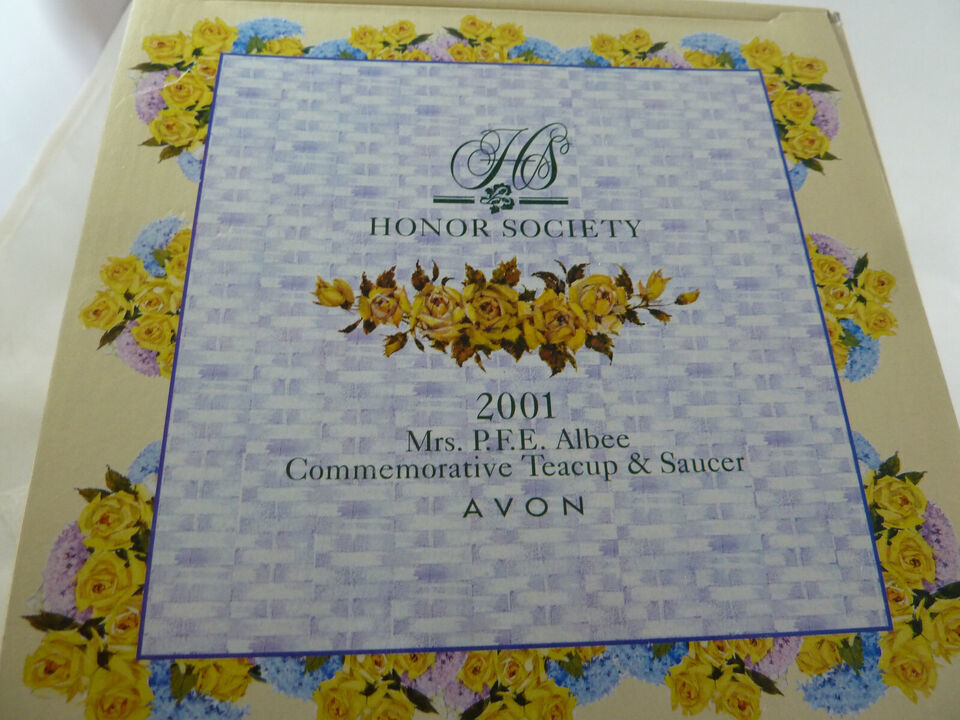 HS
HONOR SOCIETY
2001
Mrs. P.F.E. Albee
Commemorative Teacup & Saucer
AVON